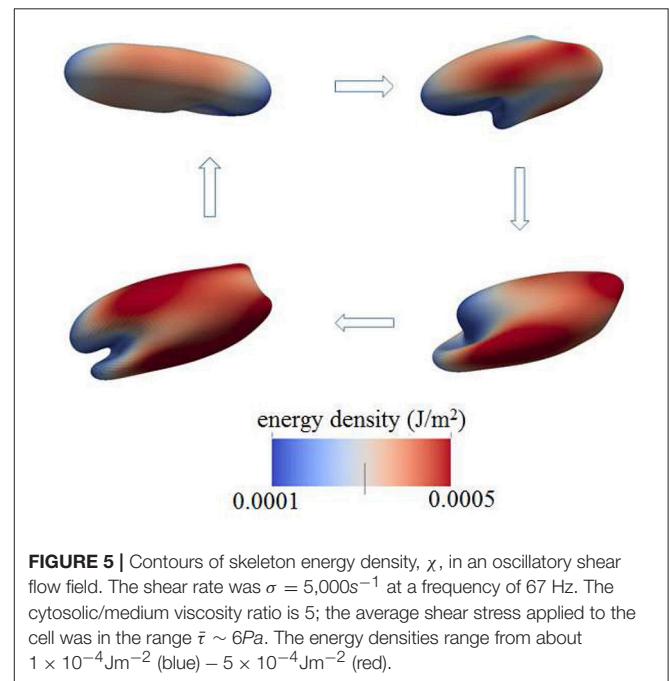 energy density (J/m²)
0.0001 0.0005
FIGURE 5 | Contours of skeleton energy density, χ, in an oscillatory shear
flow field. The shear rate was σ = 5,000s⁻¹ at a frequency of 67 Hz. The
cytosolic/medium viscosity ratio is 5; the average shear stress applied to the
cell was in the range τ̄ ∼ 6Pa. The energy densities range from about
1 × 10⁻⁴Jm⁻² (blue) – 5 × 10⁻⁴Jm⁻² (red).